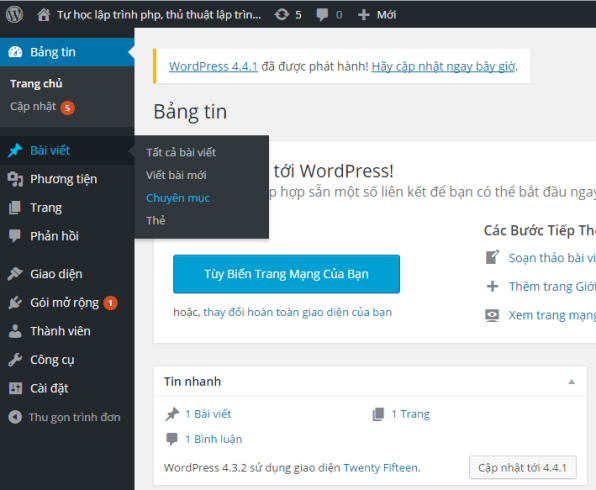 Tự học lập trình php, thủ thuật lập trìn... 5 0 + Mới
Bảng tin
Trang chủ
Cập nhật 5
Bài viết
Phương tiện
Trang
Phản hồi
Giao diện
Gói mở rộng 1
Thành viên
Công cụ
Cài đặt
Thu gọn trình đơn
Tất cả bài viết
Viết bài mới
Chuyên mục
Thẻ
WordPress 4.4.1 đã được phát hành! Hãy cập nhật ngay bây giờ.
Bảng tin
tới WordPress!
p hợp sẵn một số liên kết để bạn có thể bắt đầu ngay
Tùy Biến Trang Mạng Của Bạn
hoặc, thay đổi hoàn toàn giao diện của bạn
Các Bước Tiếp Th
Soạn thảo bài vi
Thêm trang Giới
Xem trang mạng
Tin nhanh
1 Bài viết
1 Trang
1 Bình luận
WordPress 4.3.2 sử dụng giao diện Twenty Fifteen.
Cập nhật tới 4.4.1